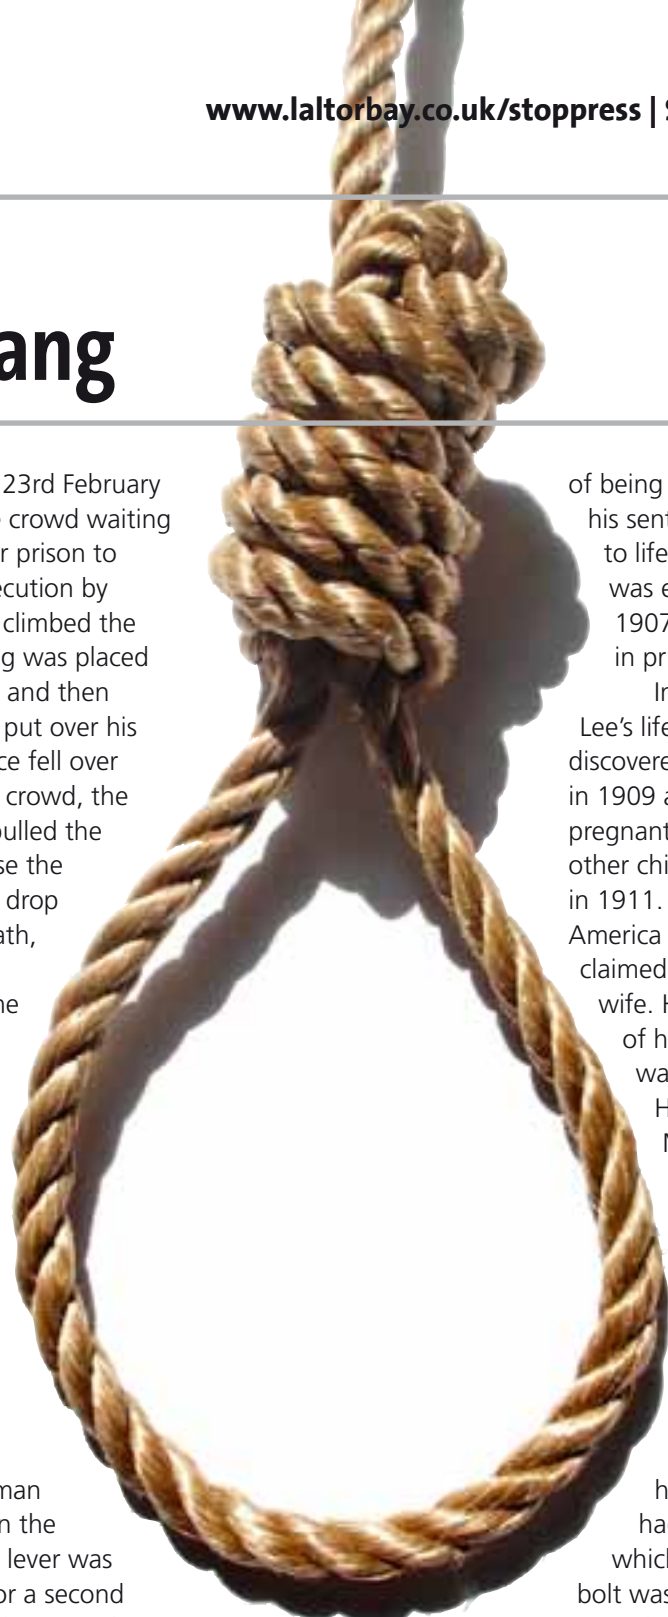 www.laltorbay.co.uk/stoppress |
ang
23rd February
crowd waiting
r prison to
ecution by
climbed the
g was placed
and then
put over his
ce fell over
crowd, the
pulled the
se the
drop
ath,
ne
man
n the
lever was
or a second
of being
his sent
to life
was e
1907
in pr
In
Lee's life
discovere
in 1909 a
pregnant
other chi
in 1911.
America
claimed
wife. H
of h
wa
H
N
h
ha
which
bolt was